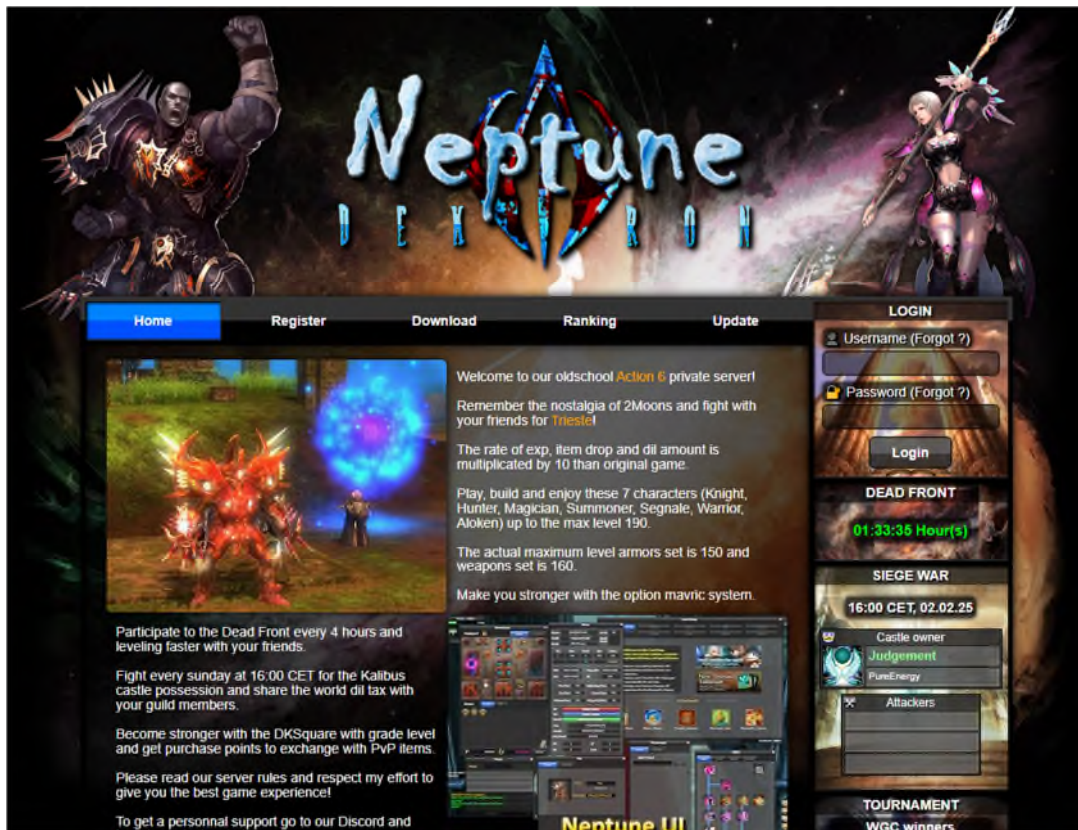 Neptune
DEKARON
Home
Register
Download
Ranking
Update
Welcome to our oldschool Action 6 private server!
Remember the nostalgia of 2Moons and fight with
your friends for Trieste!
The rate of exp, item drop and dil amount is
multiplicated by 10 than original game.
Play, build and enjoy these 7 characters (Knight,
Hunter, Magician, Summoner, Segnale, Warrior,
Aloken) up to the max level 190.
The actual maximum level armors set is 150 and
weapons set is 160.
Make you stronger with the option mavric system.
Participate to the Dead Front every 4 hours and
leveling faster with your friends.
Fight every sunday at 16:00 CET for the Kalibus
castle possession and share the world dil tax with
your guild members.
Become stronger with the DKSquare with grade level
and get purchase points to exchange with PvP items.
Please read our server rules and respect my effort to
give you the best game experience!
To get a personnal support go to our Discord and
Neptune UI
LOGIN
Username (Forgot ?)
Password (Forgot ?)
Login
DEAD FRONT
01:33:35 Hour(s)
SIEGE WAR
16:00 CET, 02.02.25
Castle owner
Judgement
PureEnergy
Attackers
TOURNAMENT
WGC winners